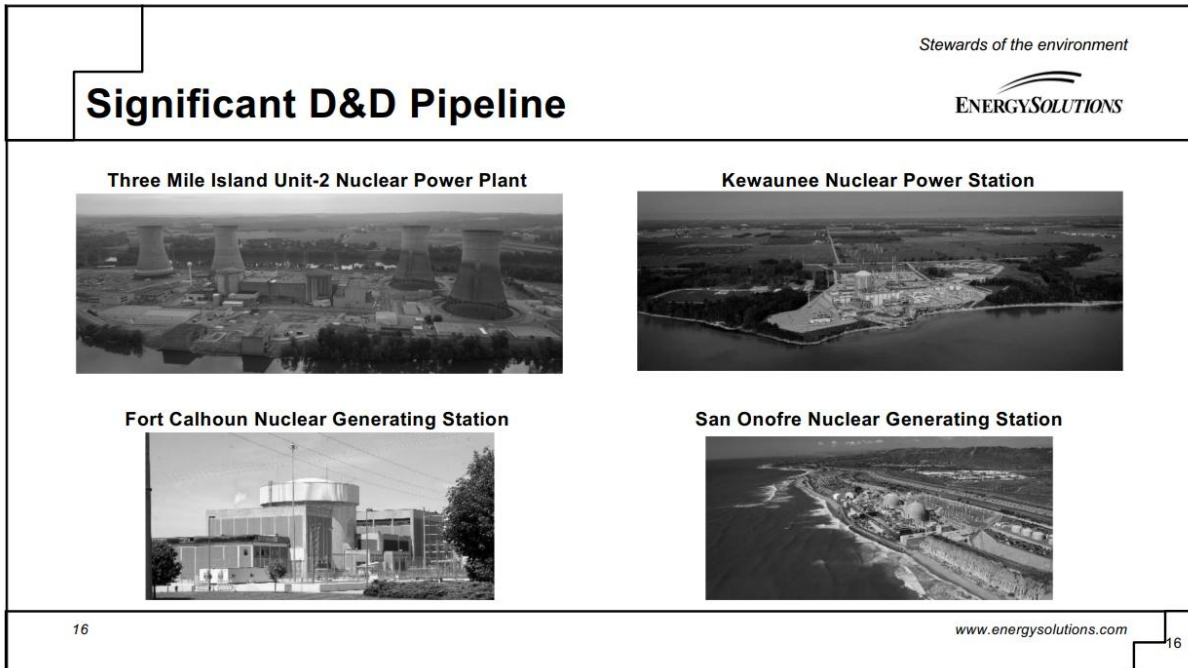 Stewards of the environment
ENERGYSOLUTIONS
Significant D&D Pipeline
Three Mile Island Unit-2 Nuclear Power Plant
Kewaunee Nuclear Power Station
Fort Calhoun Nuclear Generating Station
San Onofre Nuclear Generating Station
16
www.energysolutions.com
16